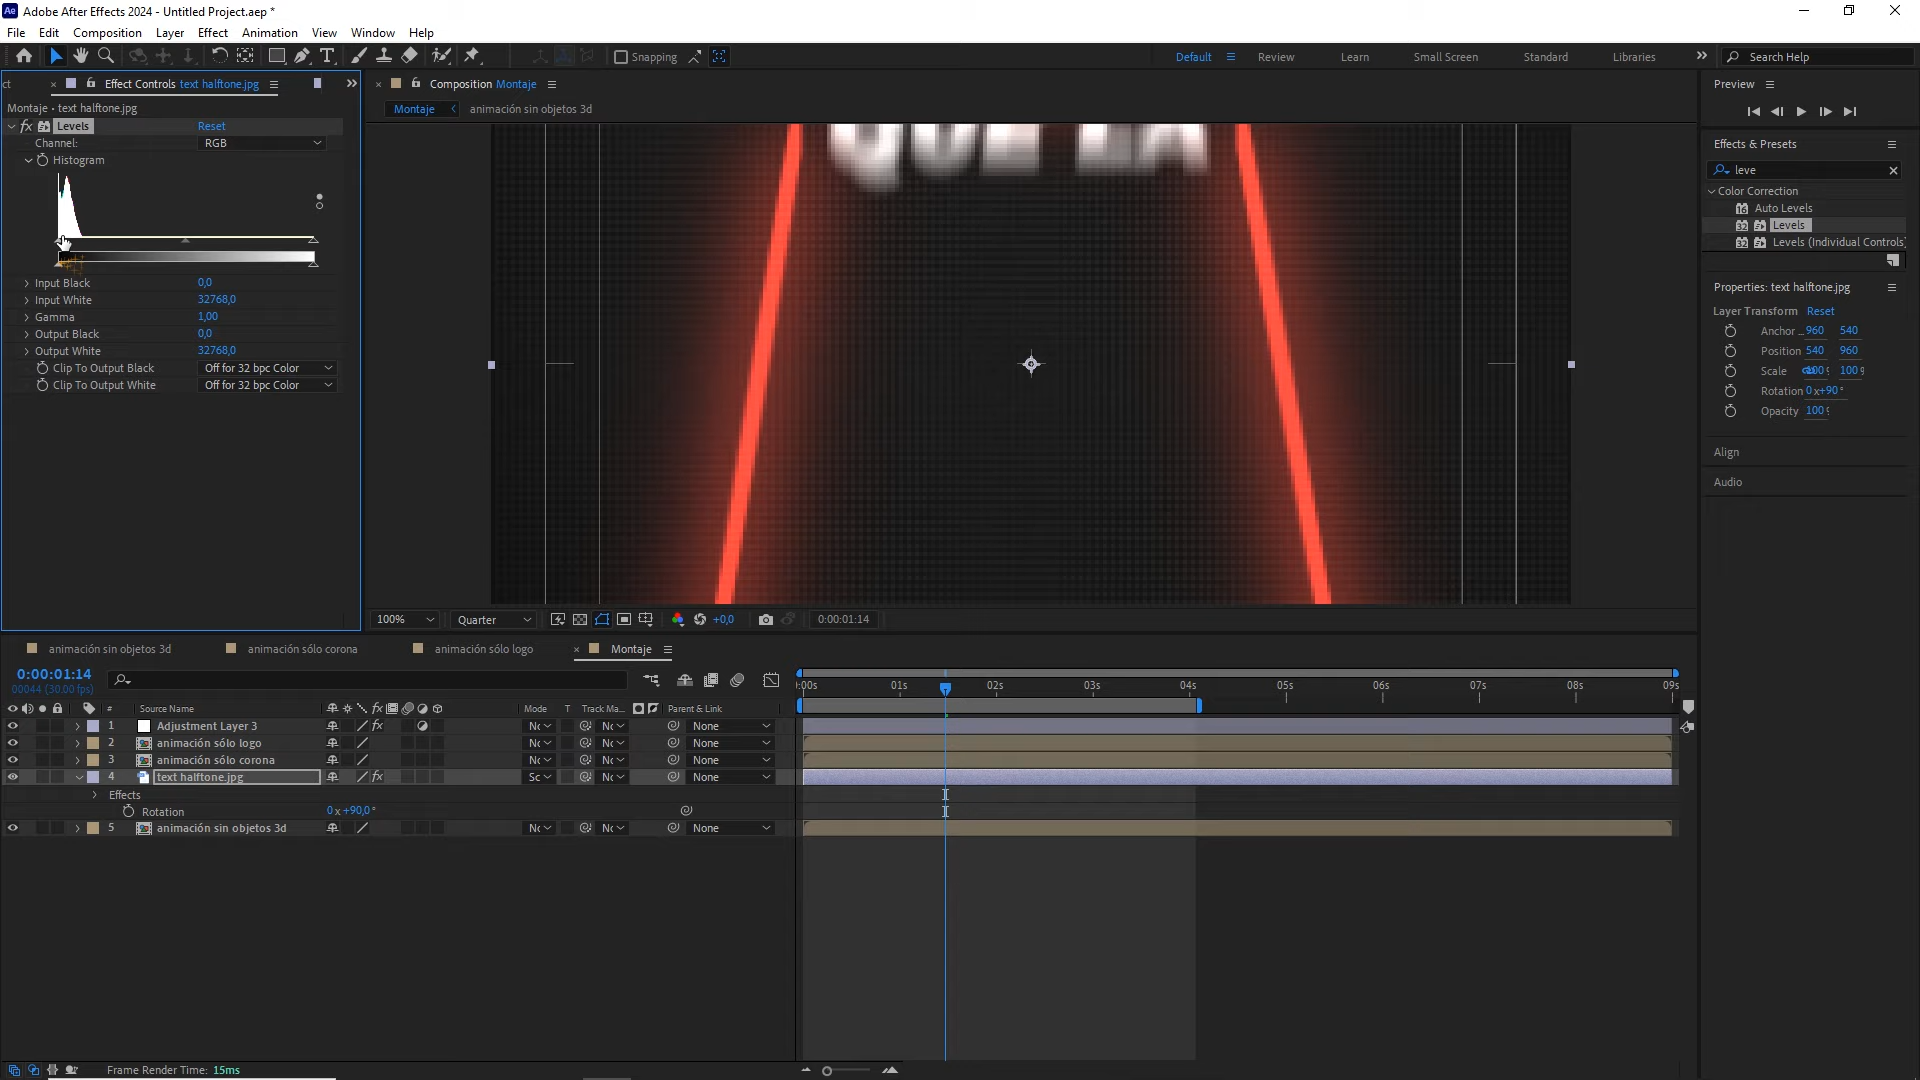 Adobe After Effects 2024 - Untitled Project.aep *
File Edit Composition Layer Effect Animation View Window Help
Snapping
Default Review Learn Small Screen Standard Libraries
Search Help
ct Effect Controls text halftone.jpg
Montaje • text halftone.jpg
fx Levels Reset
Channel: RGB
Histogram
Input Black 0,0
Input White 32768,0
Gamma 1,00
Output Black 0,0
Output White 32768,0
Clip To Output Black Off for 32 bpc Color
Clip To Output White Off for 32 bpc Color
Composition Montaje
Montaje animación sin objetos 3d
100% Quarter +0,0 0:00:01:14
Preview
Effects & Presets
leve
Color Correction
16 Auto Levels
32 Levels
32 Levels (Individual Controls)
Properties: text halftone.jpg
Layer Transform Reset
Anchor ... 960 540
Position 540 960
Scale 100 100
Rotation 0 x+90 °
Opacity 100
Align
Audio
animación sin objetos 3d animación sólo corona animación sólo logo Montaje
0:00:01:14
00044 (30.00 fps)
:00s 01s 02s 03s 04s 05s 06s 07s 08s 09s
# Source Name fx Mode T Track Ma... Parent & Link
1 Adjustment Layer 3 fx Nc Nc None
2 animación sólo logo Nc Nc None
3 animación sólo corona Nc Nc None
4 text halftone.jpg fx Sc Nc None
Effects
Rotation 0 x +90,0 °
5 animación sin objetos 3d Nc Nc None
Frame Render Time: 15ms